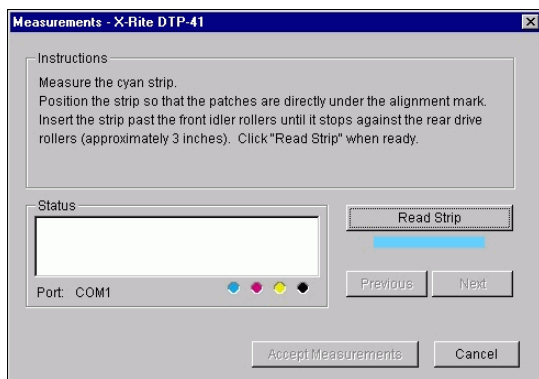 Measurements - X-Rite DTP-41
Instructions
Measure the cyan strip.
Position the strip so that the patches are directly under the alignment mark.
Insert the strip past the front idler rollers until it stops against the rear drive
rollers (approximately 3 inches).  Click "Read Strip" when ready.
Status
Read Strip
Port:  COM1
Previous
Next
Accept Measurements
Cancel